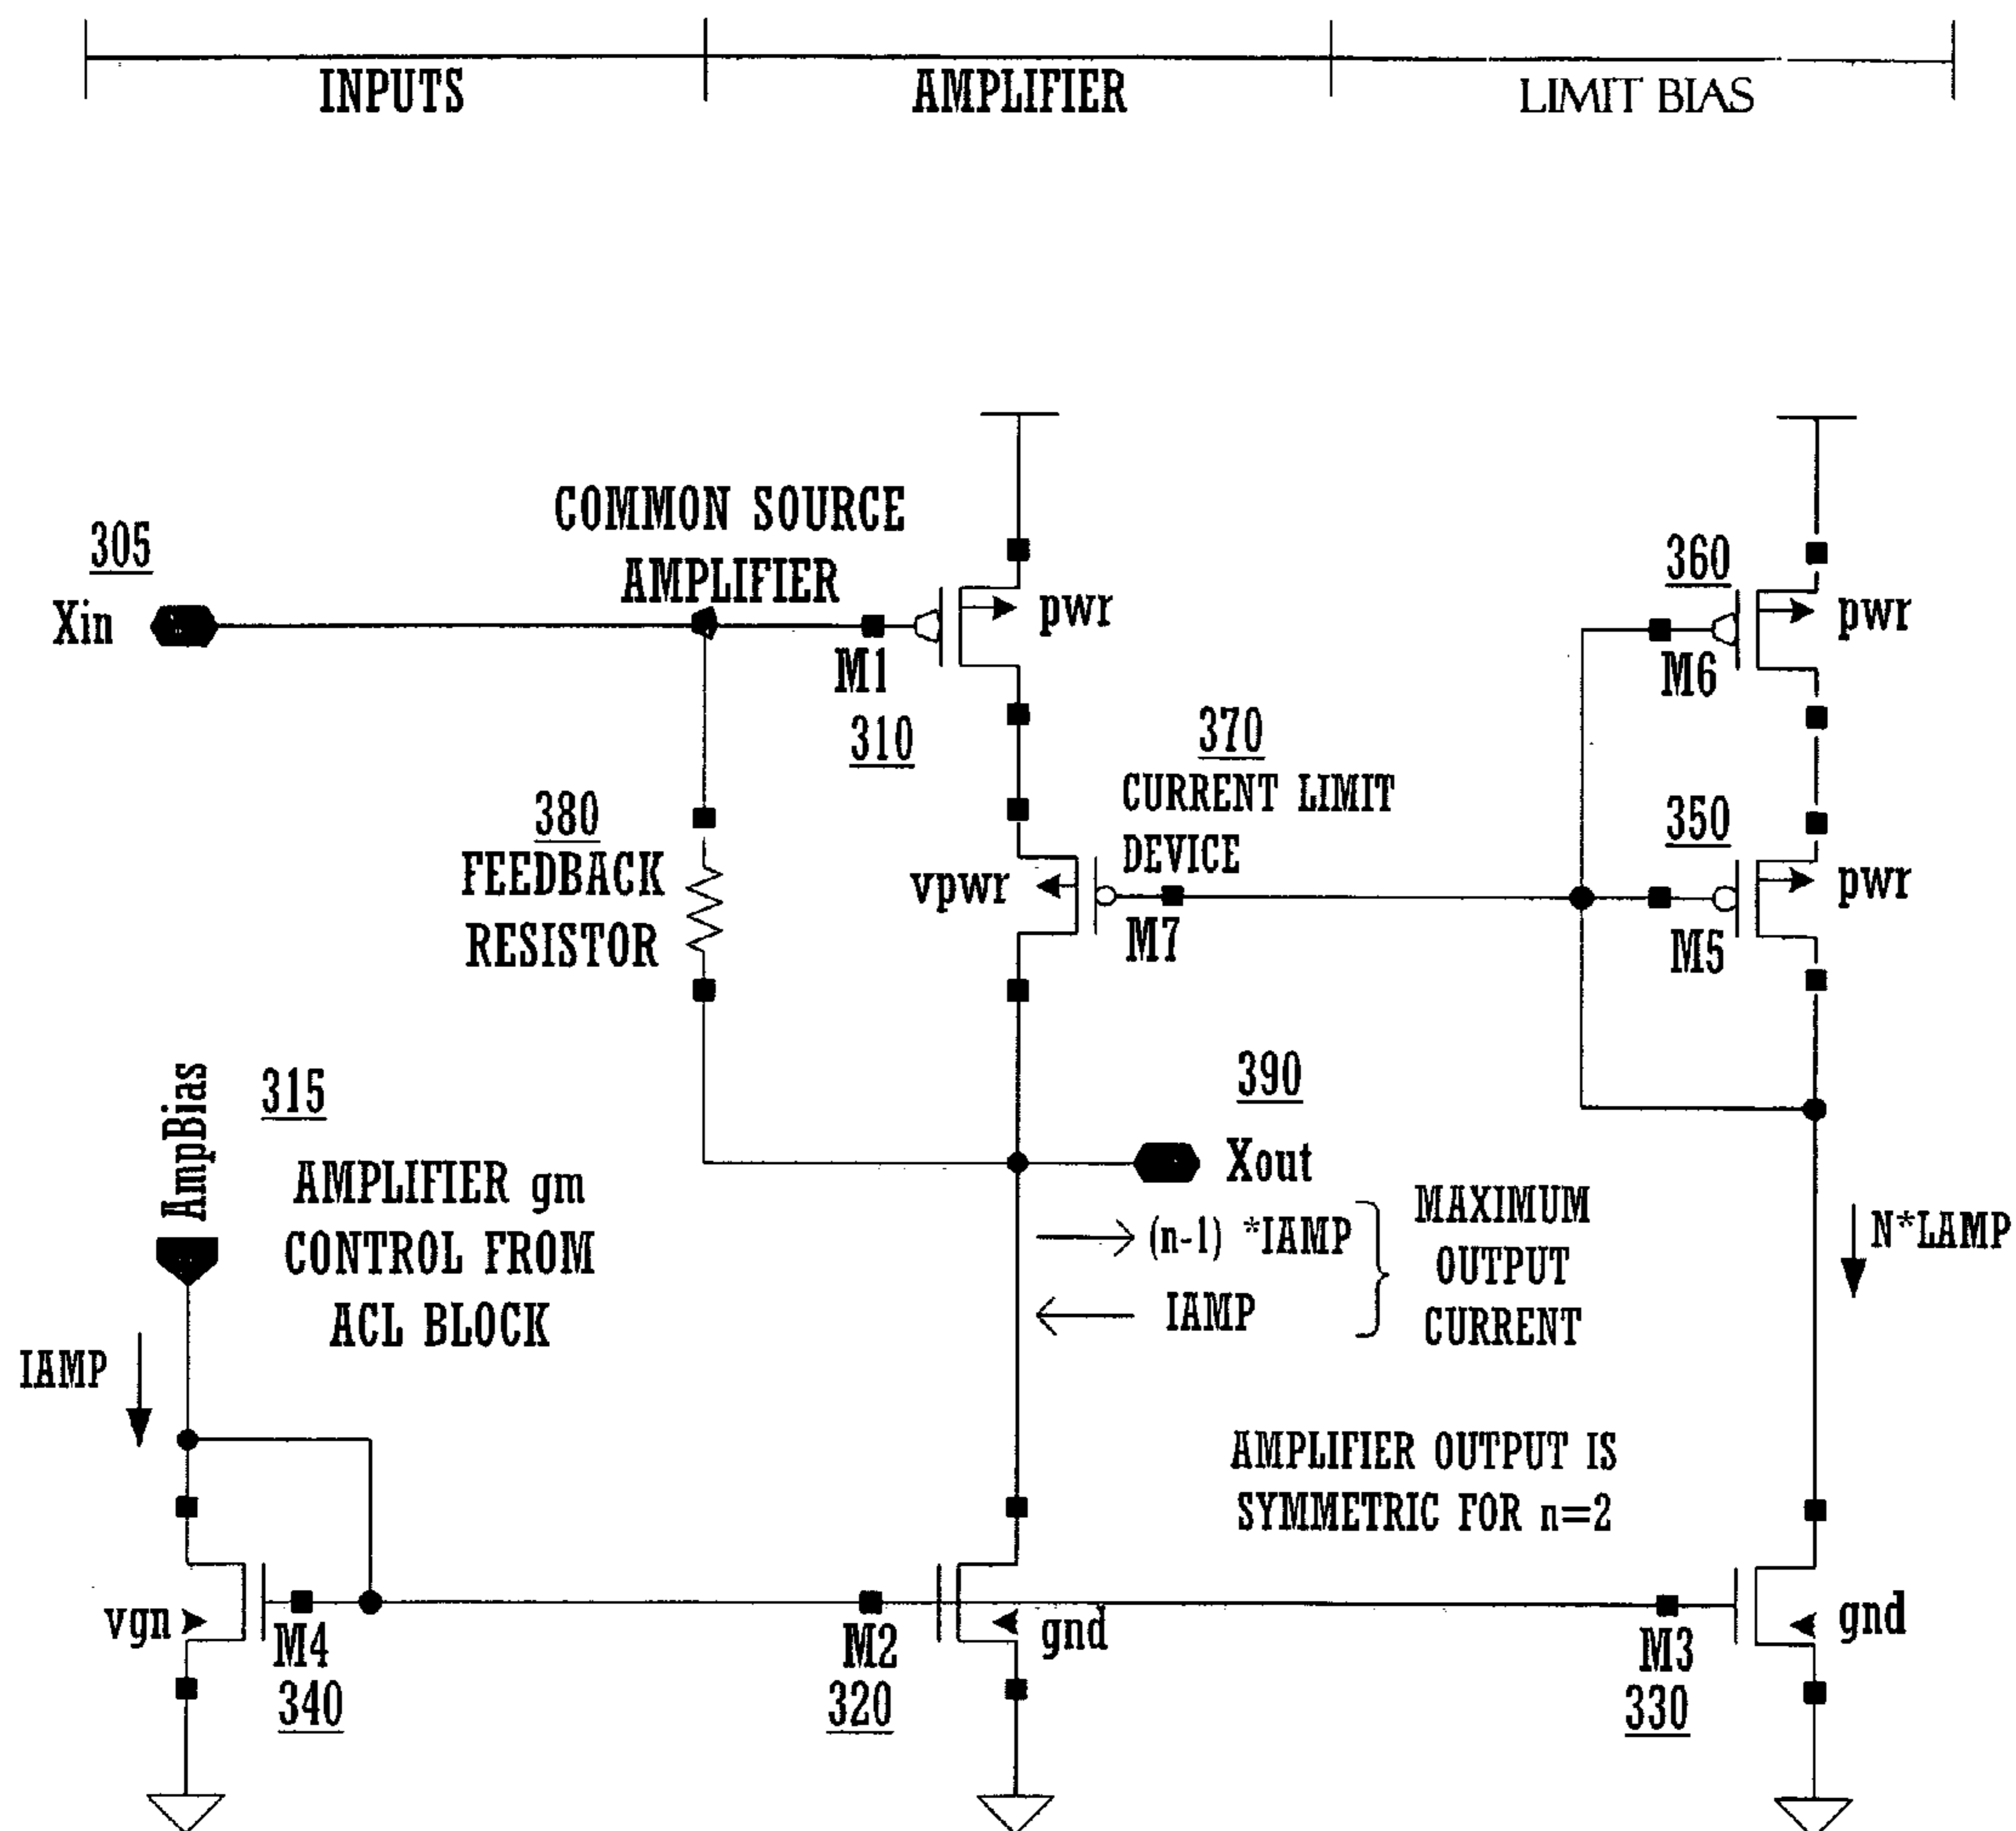 INPUTS
AMPLIFIER
LIMIT BIAS
COMMON SOURCE
AMPLIFIER
305
Xin
M1
310
pwr
360
pwr
M6
370
CURRENT LIMIT
DEVICE
vpwr
M7
350
pwr
M5
380
FEEDBACK
RESISTOR
AmpBias
315
AMPLIFIER gm
CONTROL FROM
ACL BLOCK
IAMP
390
Xout
(n-1) *IAMP
IAMP
MAXIMUM
OUTPUT
CURRENT
N*LAMP
AMPLIFIER OUTPUT IS
SYMMETRIC FOR n=2
vgn
M4
340
M2
320
gnd
M3
330
gnd